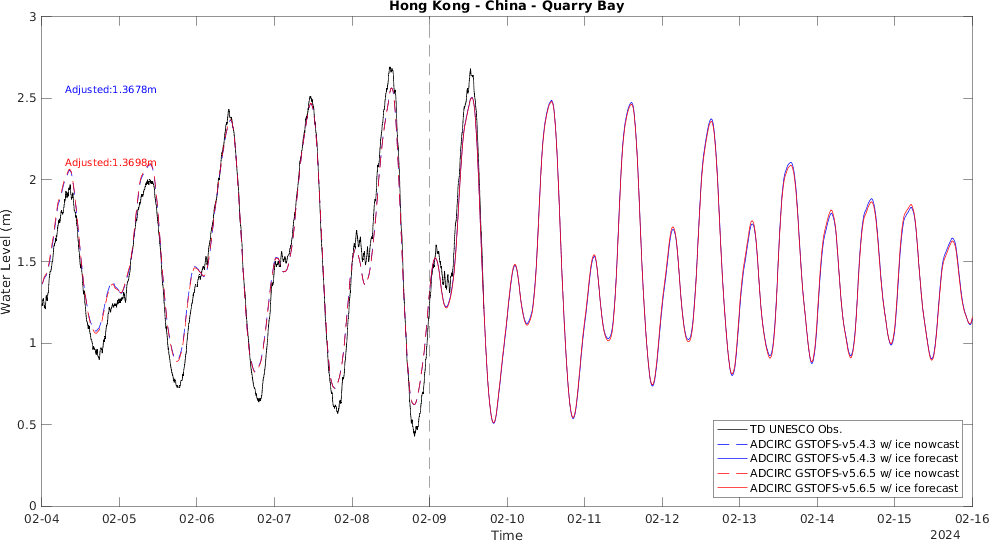 Hong Kong - China - Quarry Bay
Water Level (m)
3
2.5
2
1.5
1
0.5
0
Adjusted:1.3678m
Adjusted:1.3698m
TD UNESCO Obs.
ADCIRC GSTOFS-v5.4.3 w/ ice nowcast
ADCIRC GSTOFS-v5.4.3 w/ ice forecast
ADCIRC GSTOFS-v5.6.5 w/ ice nowcast
ADCIRC GSTOFS-v5.6.5 w/ ice forecast
02-04 02-05 02-06 02-07 02-08 02-09 02-10 02-11 02-12 02-13 02-14 02-15 02-16
Time
2024